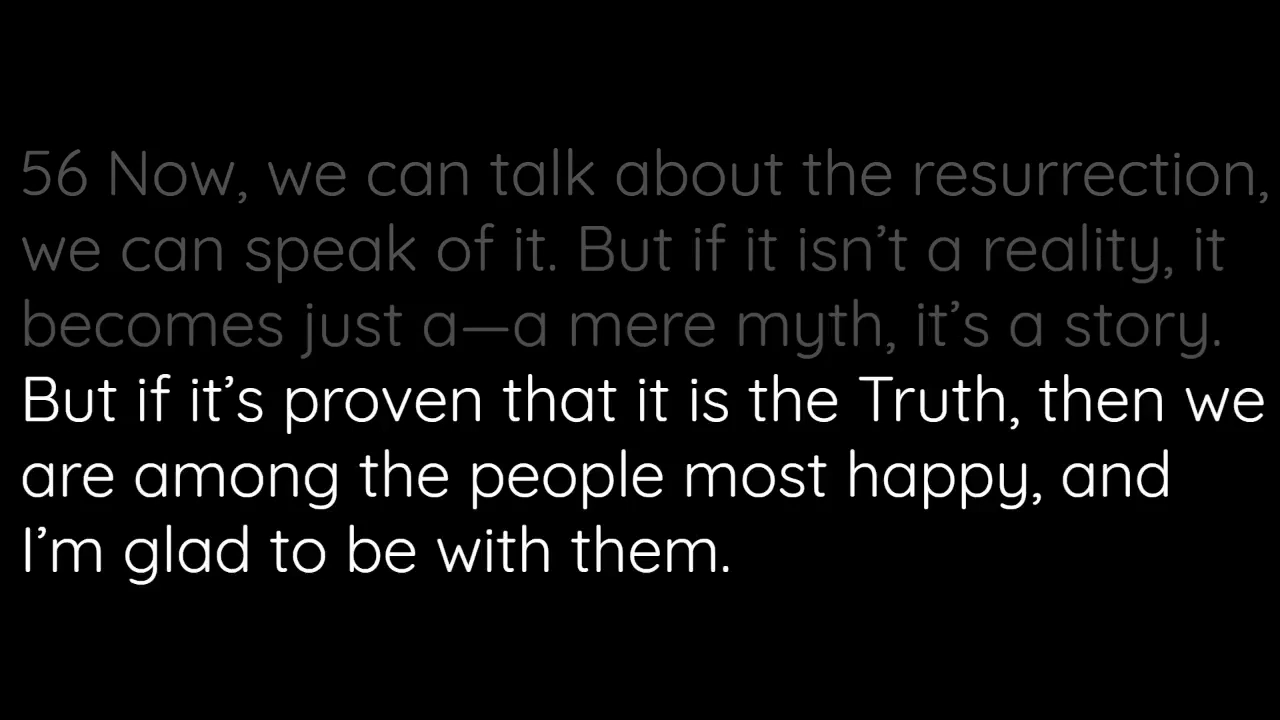 56 Now, we can talk about the resurrection,
we can speak of it. But if it isn’t a reality, it
becomes just a—a mere myth, it’s a story.
But if it’s proven that it is the Truth, then we
are among the people most happy, and
I’m glad to be with them.